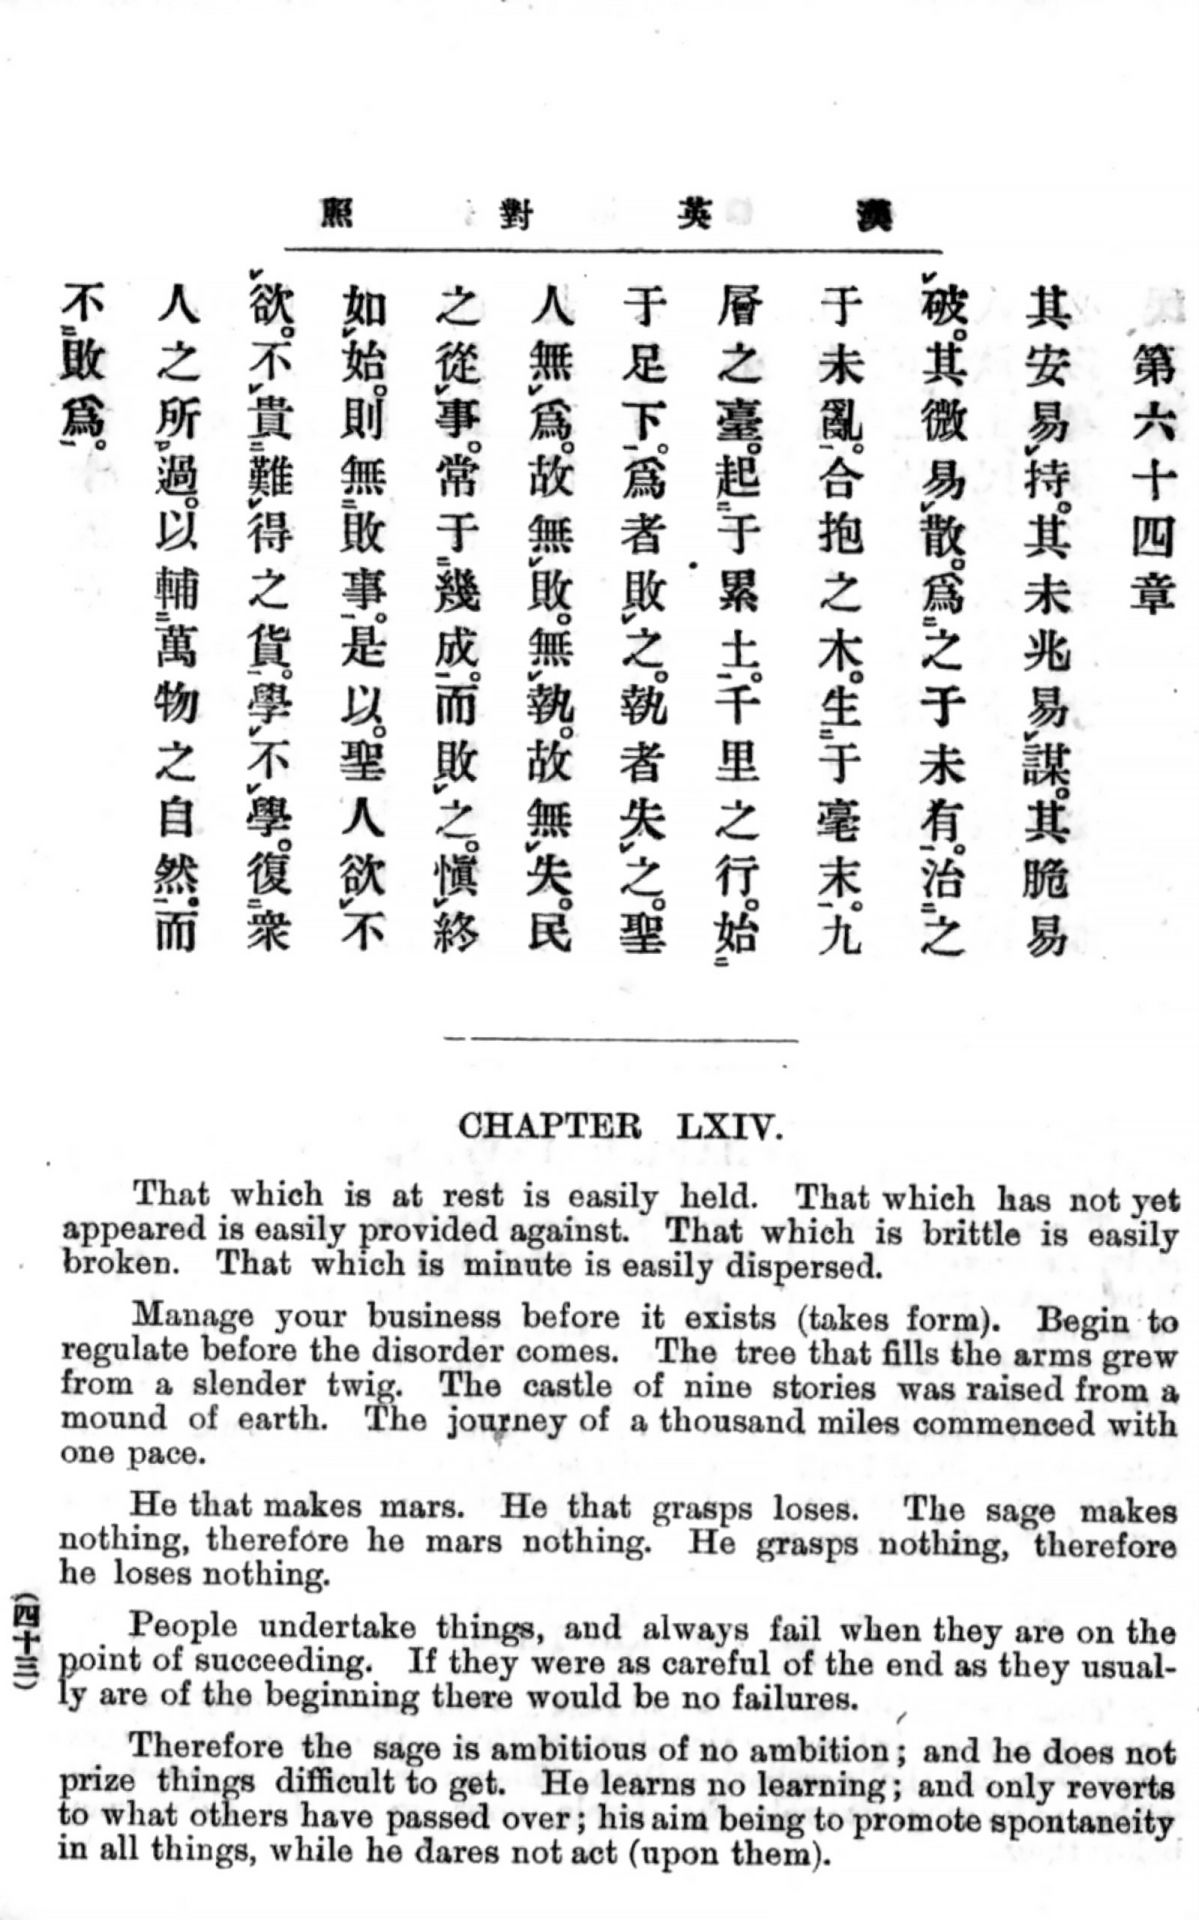 漢英對照
第六十四章
其安易持。其未兆易謀。其脆易
破。其微易散。爲之于未有。治之
于未亂。合抱之木。生于毫末。九
層之臺。起于累土。千里之行。始
于足下。爲者敗之。執者失之。聖
人無爲。故無敗。無執。故無失。民
之從事。常于幾成。而敗之。愼終
如始。則無敗事。是以。聖人欲不
欲。不貴難得之貨。學不學。復衆
人之所過。以輔萬物之自然。而
不敗爲。
CHAPTER LXIV.
That which is at rest is easily held. That which has not yet
appeared is easily provided against. That which is brittle is easily
broken. That which is minute is easily dispersed.
Manage your business before it exists (takes form). Begin to
regulate before the disorder comes. The tree that fills the arms grew
from a slender twig. The castle of nine stories was raised from a
mound of earth. The journey of a thousand miles commenced with
one pace.
He that makes mars. He that grasps loses. The sage makes
nothing, therefore he mars nothing. He grasps nothing, therefore
he loses nothing.
People undertake things, and always fail when they are on the
point of succeeding. If they were as careful of the end as they usual-
ly are of the beginning there would be no failures.
Therefore the sage is ambitious of no ambition; and he does not
prize things difficult to get. He learns no learning; and only reverts
to what others have passed over; his aim being to promote spontaneity
in all things, while he dares not act (upon them).
(四十三)